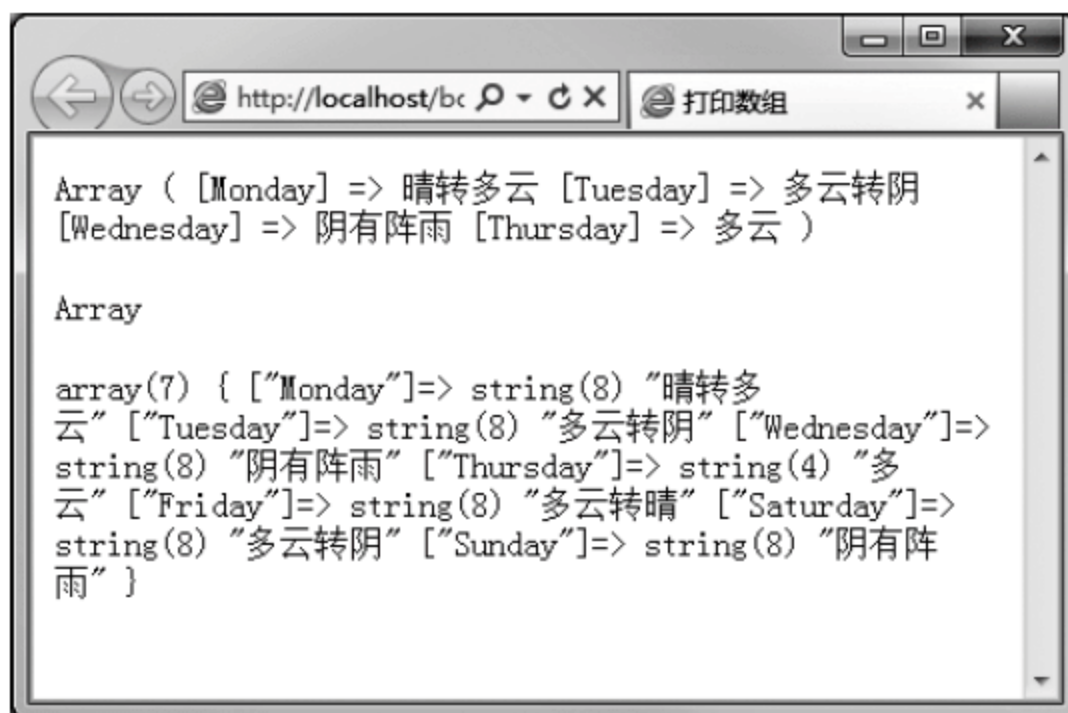 http://localhost/bc
打印数组
Array ( [Monday] => 晴转多云 [Tuesday] => 多云转阴
[Wednesday] => 阴有阵雨 [Thursday] => 多云 )
Array
array(7) { ["Monday"]=> string(8) "晴转多
云" ["Tuesday"]=> string(8) "多云转阴" ["Wednesday"]=>
string(8) "阴有阵雨" ["Thursday"]=> string(4) "多
云" ["Friday"]=> string(8) "多云转晴" ["Saturday"]=>
string(8) "多云转阴" ["Sunday"]=> string(8) "阴有阵
雨" }